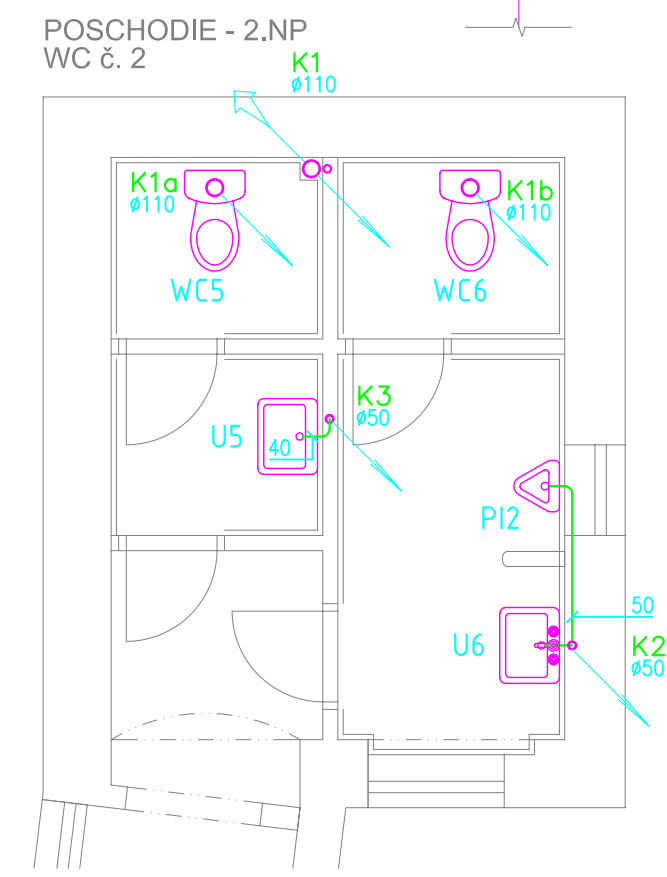 POSCHODIE - 2.NP
WC č. 2
K1
ø110
K1a
ø110
K1b
ø110
WC5
WC6
K3
ø50
U5
40
PI2
50
U6
K2
ø50